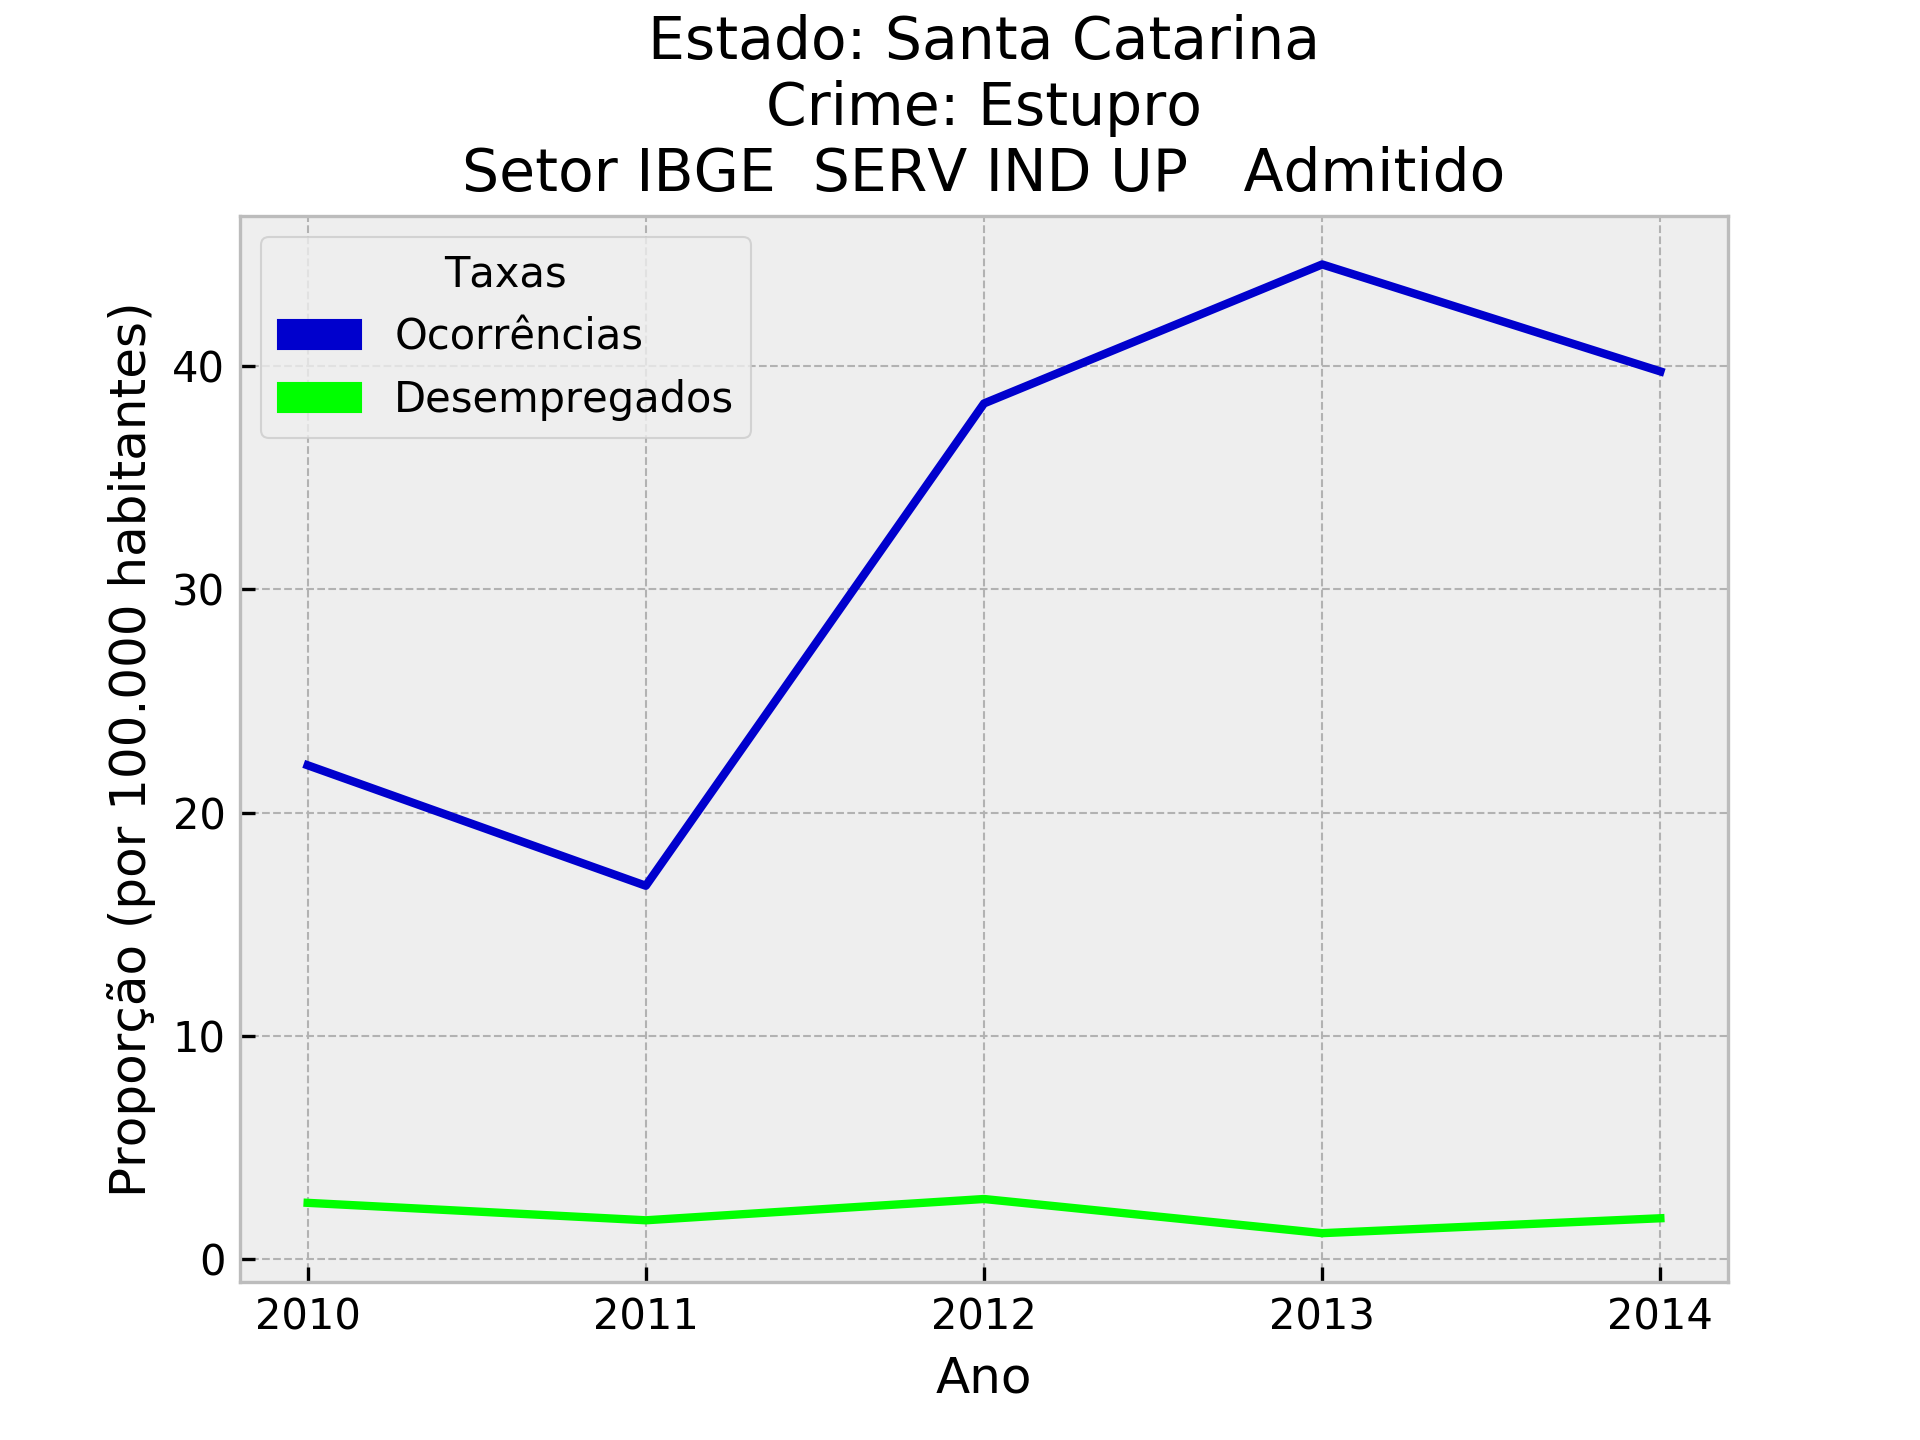 Estado: Santa Catarina
Crime: Estupro
Setor IBGE  SERV IND UP   Admitido
Taxas
Ocorrências
Desempregados
Proporção (por 100.000 habitantes)
40
30
20
10
0
2010 2011 2012 2013 2014
Ano